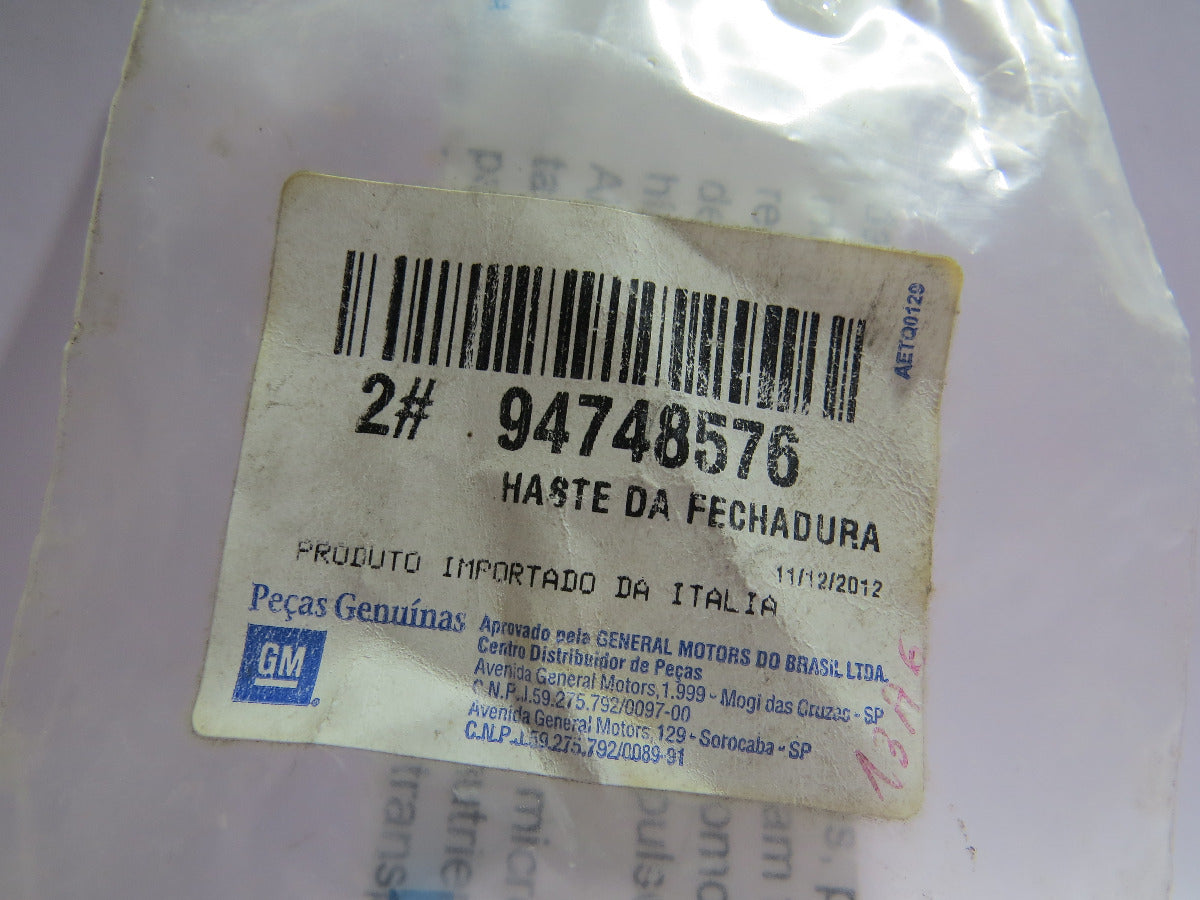 AETQ0129
2# 94748576
HASTE DA FECHADURA
11/12/2012
PRODUTO IMPORTADO DA ITALIA
Peças Genuínas
GM
Aprovado pela GENERAL MOTORS DO BRASIL LTDA.
Centro Distribuidor de Peças
Avenida General Motors, 1.999 - Mogi das Cruzes - SP
C.N.P.J.59.275.792/0097-00
Avenida General Motors, 129 - Sorocaba - SP
C.N.P.J.59.275.792/0089-91